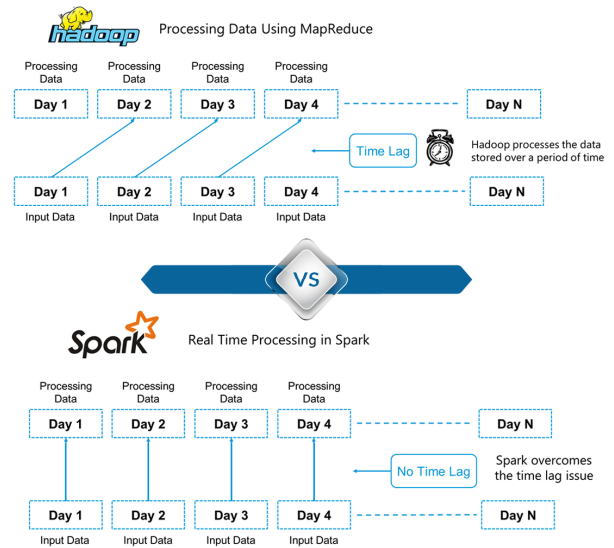 hadoop
Processing Data Using MapReduce
Processing Data
Processing Data
Processing Data
Processing Data
Day 1
Day 2
Day 3
Day 4
Day N
Time Lag
Hadoop processes the data
stored over a period of time
Day 1
Day 2
Day 3
Day 4
Day N
Input Data
Input Data
Input Data
Input Data
VS
Spark
Real Time Processing in Spark
Processing Data
Processing Data
Processing Data
Processing Data
Day 1
Day 2
Day 3
Day 4
Day N
No Time Lag
Spark overcomes
the time lag issue
Day 1
Day 2
Day 3
Day 4
Day N
Input Data
Input Data
Input Data
Input Data